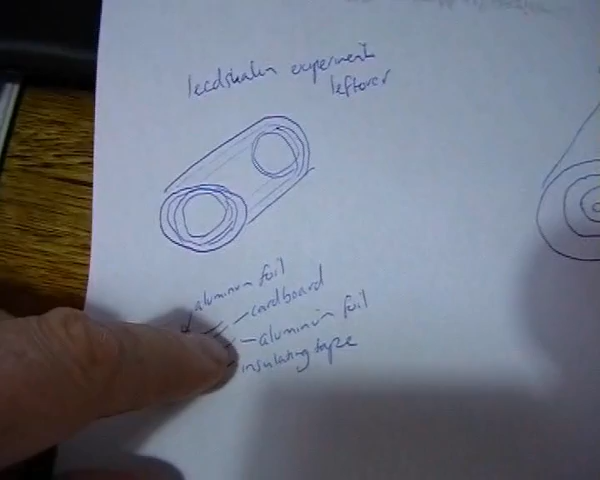 leedskalnin experiment
leftover
aluminum foil
cardboard
aluminum foil
insulating tape